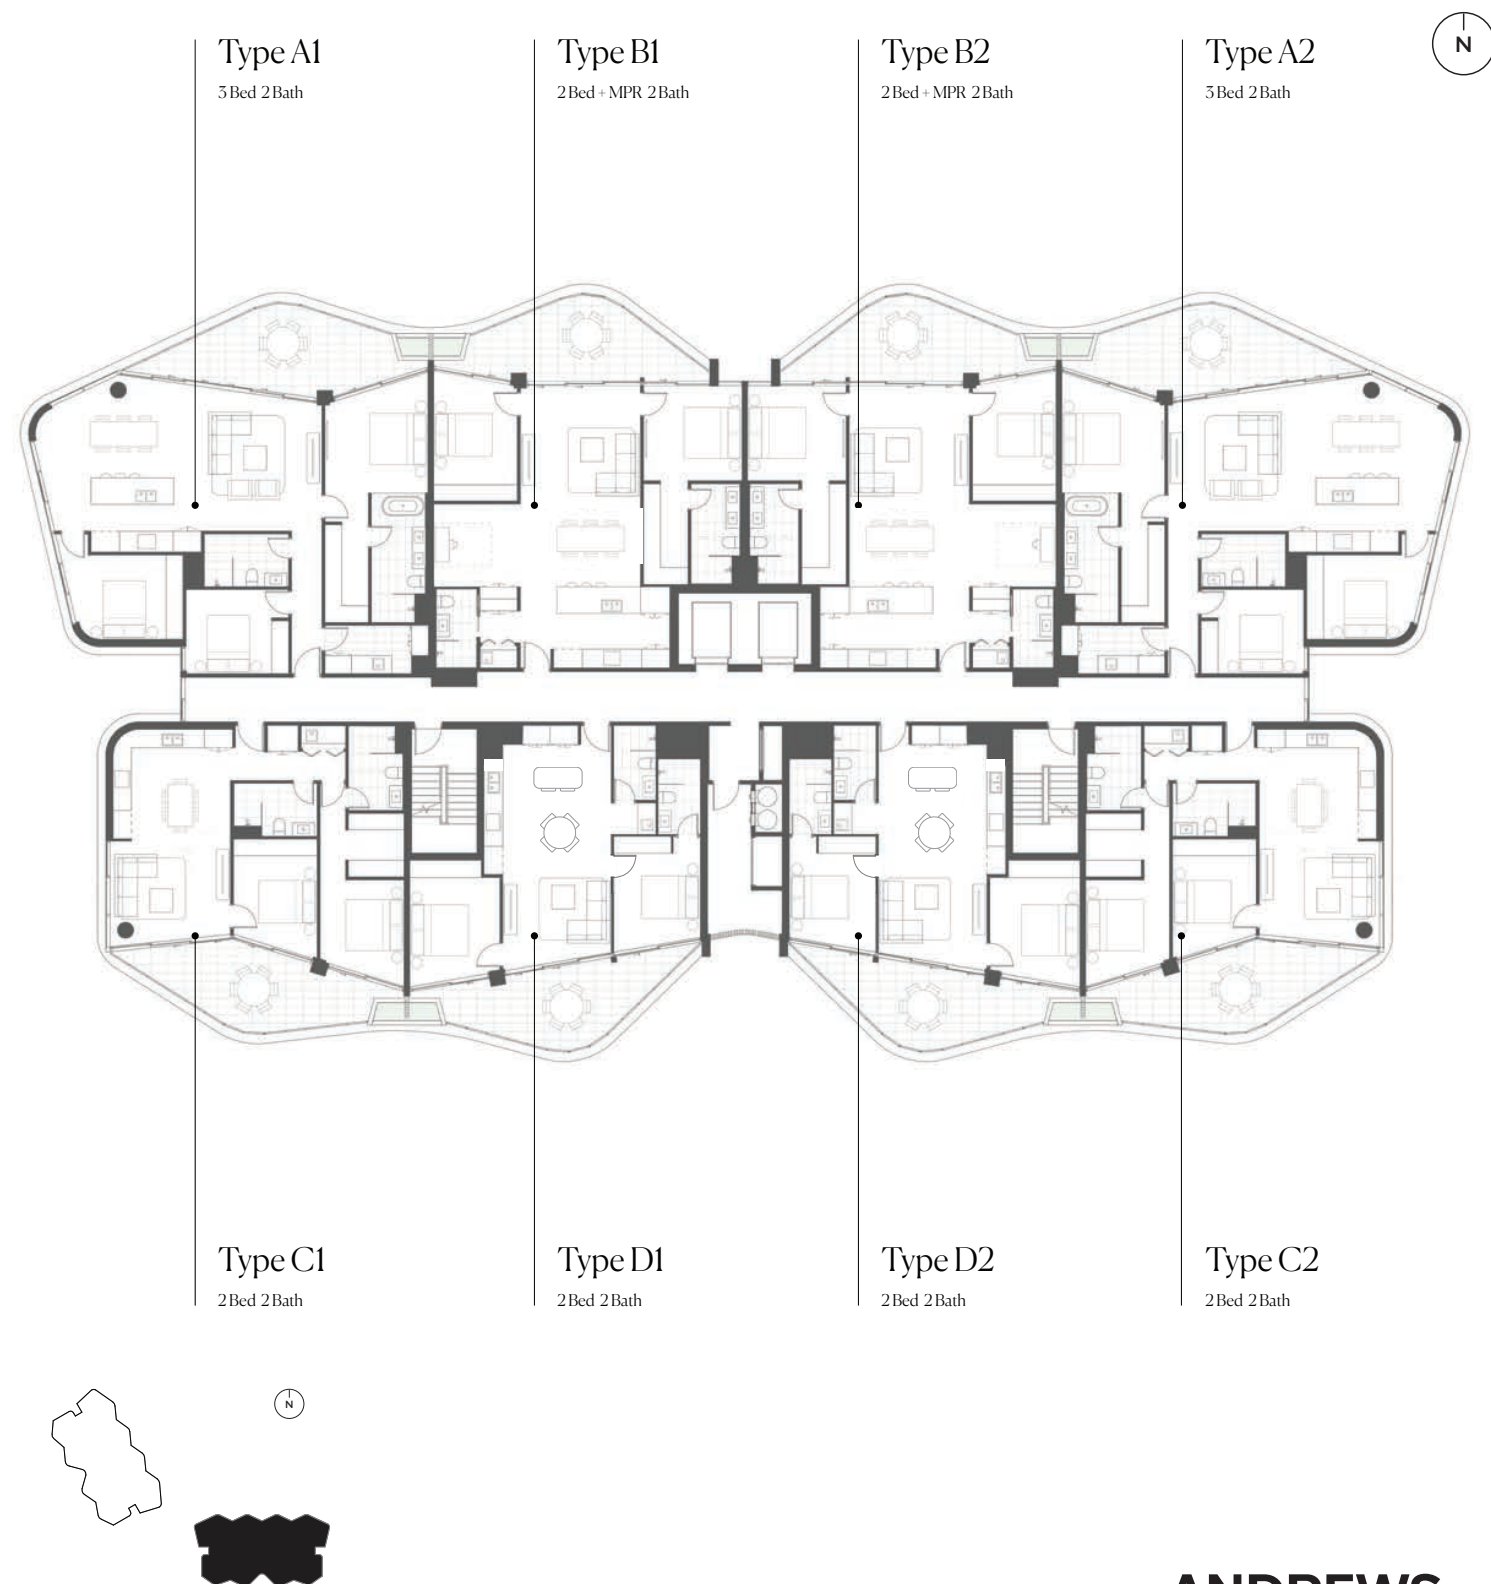 Type A1
3 Bed 2 Bath
Type B1
2 Bed + MPR 2 Bath
Type B2
2 Bed + MPR 2 Bath
Type A2
3 Bed 2 Bath
N
Type C1
2 Bed 2 Bath
Type D1
2 Bed 2 Bath
Type D2
2 Bed 2 Bath
Type C2
2 Bed 2 Bath
N
ANDREWS